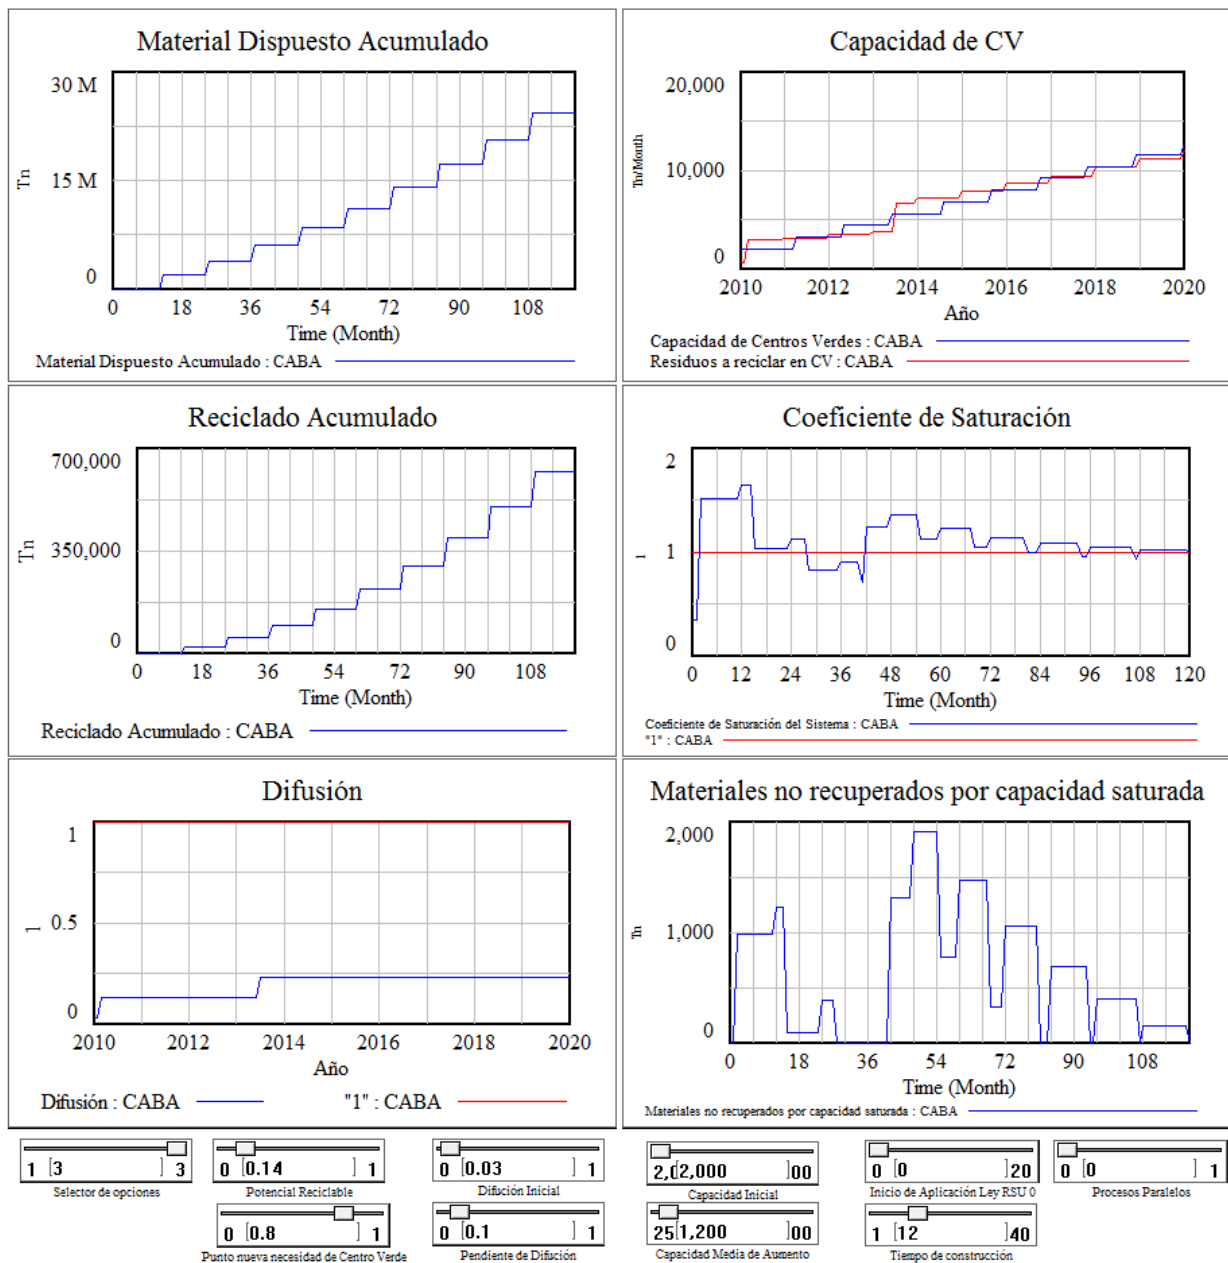 Material Dispuesto Acumulado
30 M
15 M
0
Tn
0 18 36 54 72 90 108
Time (Month)
Material Dispuesto Acumulado : CABA
Capacidad de CV
20,000
10,000
0
Tn/Month
2010 2012 2014 2016 2018 2020
Año
Capacidad de Centros Verdes : CABA
Residuos a reciclar en CV : CABA
Reciclado Acumulado
700,000
350,000
0
Tn
0 18 36 54 72 90 108
Time (Month)
Reciclado Acumulado : CABA
Coeficiente de Saturación
2
1
0
1
0 12 24 36 48 60 72 84 96 108 120
Time (Month)
Coeficiente de Saturación del Sistema : CABA
"1" : CABA
Difusión
1
0.5
0
1
2010 2012 2014 2016 2018 2020
Año
Difusión : CABA "1" : CABA
Materiales no recuperados por capacidad saturada
2,000
1,000
0
Tn
0 18 36 54 72 90 108
Time (Month)
Materiales no recuperados por capacidad saturada : CABA
1 [3 ] 3
Selector de opciones
0 [0.14 ] 1
Potencial Reciclable
0 [0.03 ] 1
Difución Inicial
2,0[2,000 ]00
Capacidad Inicial
0 [0 ]20
Inicio de Aplicación Ley RSU 0
0 [0 ] 1
Procesos Paralelos
0 [0.8 ] 1
Punto nueva necesidad de Centro Verde
0 [0.1 ] 1
Pendiente de Difución
25[1,200 ]00
Capacidad Media de Aumento
1 [12 ]40
Tiempo de construcción